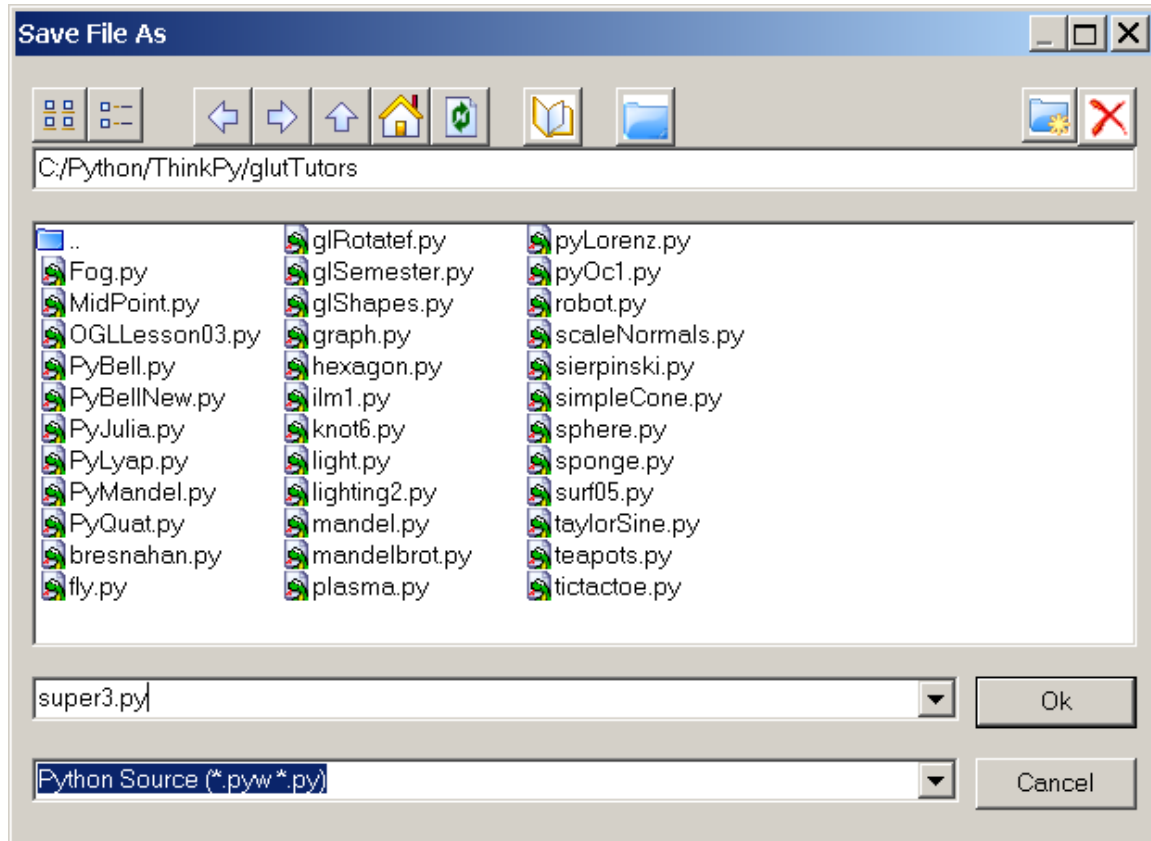 Save File As
C:/Python/ThinkPy/glutTutors
..
Fog.py
MidPoint.py
OGLLesson03.py
PyBell.py
PyBellNew.py
PyJulia.py
PyLyap.py
PyMandel.py
PyQuat.py
bresnahan.py
fly.py
glRotatef.py
glSemester.py
glShapes.py
graph.py
hexagon.py
ilm1.py
knot6.py
light.py
lighting2.py
mandel.py
mandelbrot.py
plasma.py
pyLorenz.py
pyOc1.py
robot.py
scaleNormals.py
sierpinski.py
simpleCone.py
sphere.py
sponge.py
surf05.py
taylorSine.py
teapots.py
tictactoe.py
super3.py
Ok
Python Source (*.pyw *.py)
Cancel